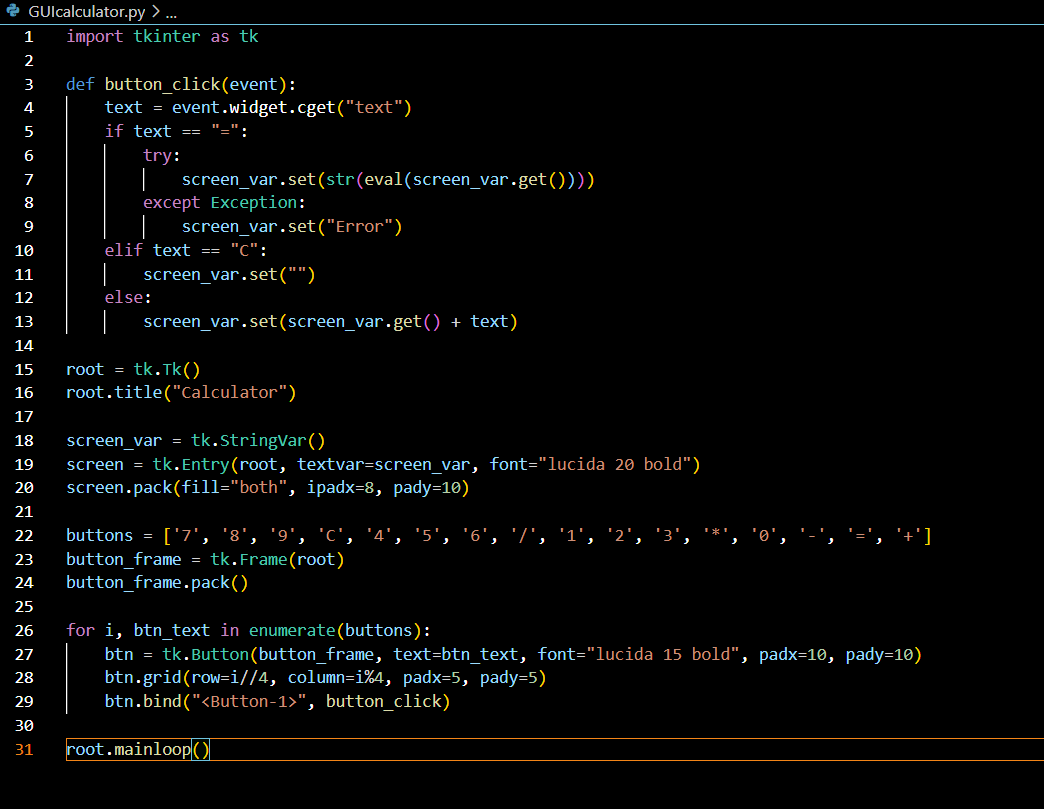 GUIcalculator.py > ...
1 import tkinter as tk
2
3 def button_click(event):
4     text = event.widget.cget("text")
5     if text == "=":
6         try:
7             screen_var.set(str(eval(screen_var.get())))
8         except Exception:
9             screen_var.set("Error")
10     elif text == "C":
11         screen_var.set("")
12     else:
13         screen_var.set(screen_var.get() + text)
14
15 root = tk.Tk()
16 root.title("Calculator")
17
18 screen_var = tk.StringVar()
19 screen = tk.Entry(root, textvar=screen_var, font="lucida 20 bold")
20 screen.pack(fill="both", ipadx=8, pady=10)
21
22 buttons = ['7', '8', '9', 'C', '4', '5', '6', '/', '1', '2', '3', '*', '0', '-', '=', '+']
23 button_frame = tk.Frame(root)
24 button_frame.pack()
25
26 for i, btn_text in enumerate(buttons):
27     btn = tk.Button(button_frame, text=btn_text, font="lucida 15 bold", padx=10, pady=10)
28     btn.grid(row=i//4, column=i%4, padx=5, pady=5)
29     btn.bind("<Button-1>", button_click)
30
31 root.mainloop()